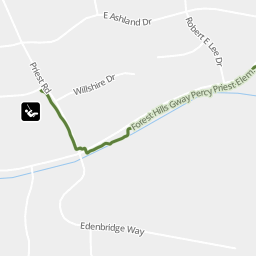 E Ashland Dr
Robert E Lee Dr
Priest Rd
Willshire Dr
Forest Hills Gway Percy Priest Elem
Edenbridge Way